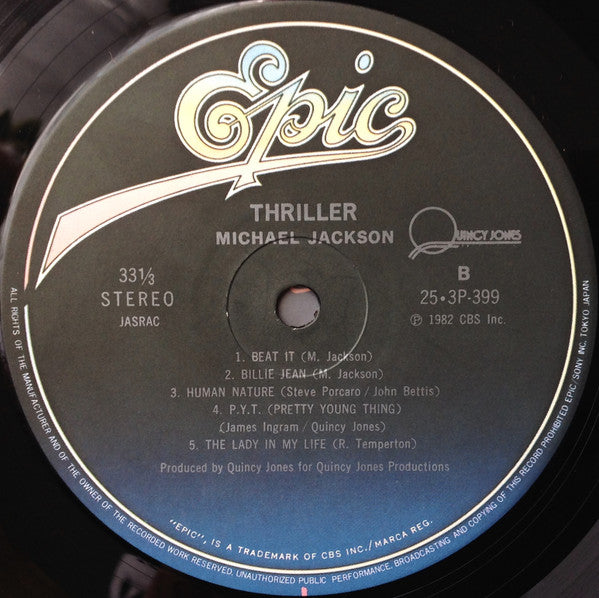 Epic
THRILLER
MICHAEL JACKSON
QUINCY JONES
33 1/3
STEREO
JASRAC
B
25・3P-399
℗ 1982 CBS Inc.
1. BEAT IT (M. Jackson)
2. BILLIE JEAN (M. Jackson)
3. HUMAN NATURE (Steve Porcaro / John Bettis)
4. P.Y.T. (PRETTY YOUNG THING)
(James Ingram / Quincy Jones)
5. THE LADY IN MY LIFE (R. Temperton)
Produced by Quincy Jones for Quincy Jones Productions
"EPIC", IS A TRADEMARK OF CBS INC./MARCA REG.
ALL RIGHTS OF THE MANUFACTURER AND OF THE OWNER OF THE RECORDED WORK RESERVED. UNAUTHORIZED PUBLIC PERFORMANCE, BROADCASTING AND COPYING OF THIS RECORD PROHIBITED EPIC/SONY INC. TOKYO JAPAN